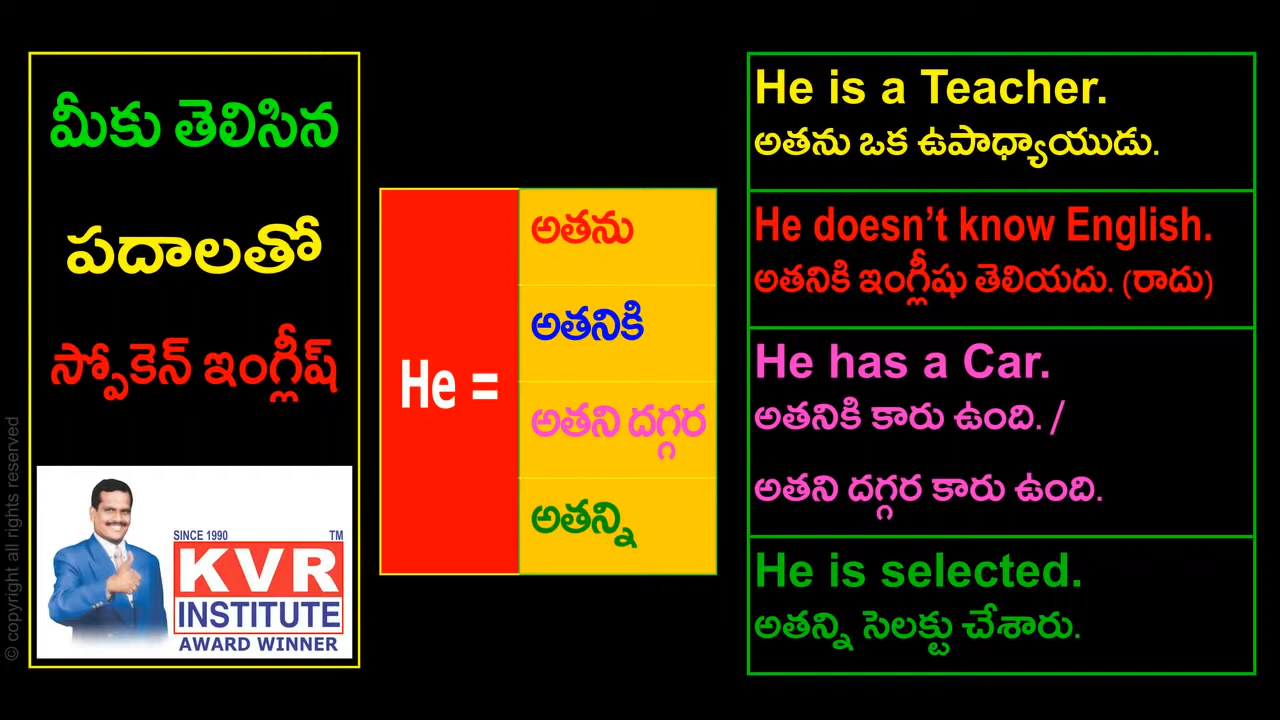 మీకు తెలిసిన
పదాలతో
స్పోకెన్ ఇంగ్లీష్
SINCE 1990
TM
KVR
INSTITUTE
AWARD WINNER
© copyright all rights reserved
He =
అతను
అతనికి
అతని దగ్గర
అతన్ని
He is a Teacher.
అతను ఒక ఉపాధ్యాయుడు.
He doesn’t know English.
అతనికి ఇంగ్లీషు తెలియదు. (రాదు)
He has a Car.
అతనికి కారు ఉంది. /
అతని దగ్గర కారు ఉంది.
He is selected.
అతన్ని సెలక్టు చేశారు.